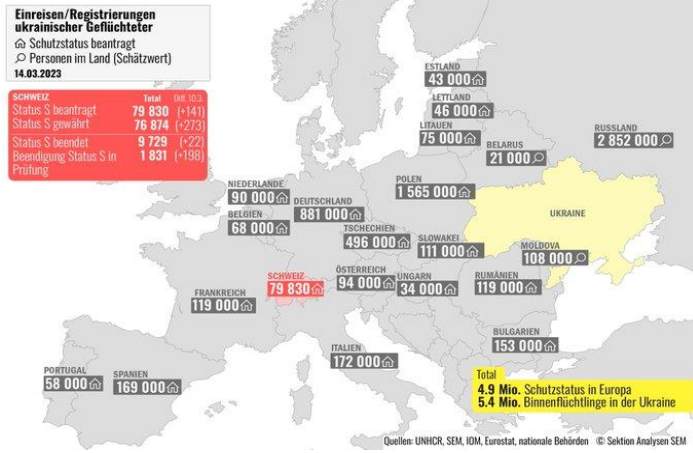 Einreisen/Registrierungen
ukrainischer Geflüchteter
Schutzstatus beantragt
Personen im Land (Schätzwert)
14.03.2023
SCHWEIZ Total Diff. 10.3.
Status S beantragt 79 830 (+141)
Status S gewährt 76 874 (+273)
Status S beendet 9 729 (+22)
Beendigung Status S in 1 831 (+198)
Prüfung
ESTLAND
43 000
LETTLAND
46 000
LITAUEN
75 000
BELARUS
21 000
RUSSLAND
2 852 000
POLEN
1 565 000
NIEDERLANDE
90 000
DEUTSCHLAND
881 000
BELGIEN
68 000
UKRAINE
TSCHECHIEN
496 000
SLOWAKEI
111 000
MOLDOVA
108 000
SCHWEIZ
79 830
ÖSTERREICH
94 000
UNGARN
34 000
RUMÄNIEN
119 000
FRANKREICH
119 000
BULGARIEN
153 000
ITALIEN
172 000
PORTUGAL
58 000
SPANIEN
169 000
Total
4.9 Mio. Schutzstatus in Europa
5.4 Mio. Binnenflüchtlinge in der Ukraine
Quellen: UNHCR, SEM, IOM, Eurostat, nationale Behörden © Sektion Analysen SEM